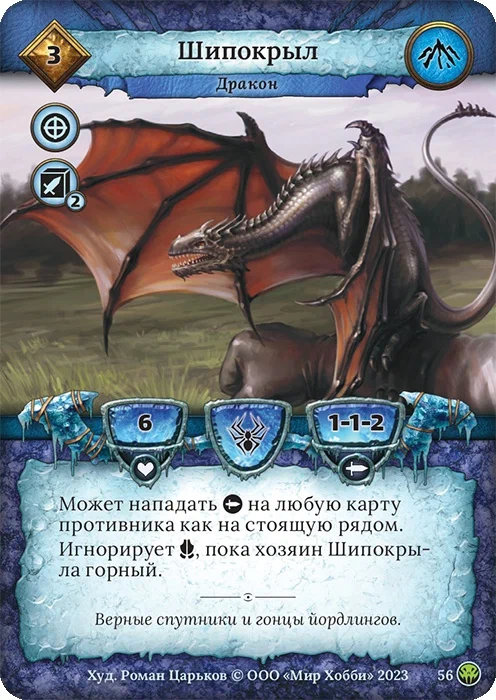 3
Шипокрыл
Дракон
2
6
1-1-2
Может нападать на любую карту
противника как на стоящую рядом.
Игнорирует , пока хозяин Шипокры-
ла горный.
Верные спутники и гонцы йордлингов.
Худ. Роман Царьков © ООО «Мир Хобби» 2023
56